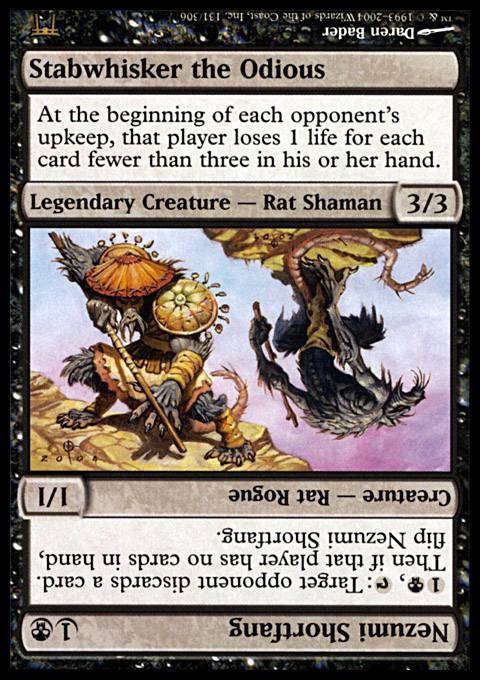 ™ & © 1993-2004 Wizards of the Coast, Inc. 131/306
Daren Bader
Stabwhisker the Odious
At the beginning of each opponent's
upkeep, that player loses 1 life for each
card fewer than three in his or her hand.
Legendary Creature — Rat Shaman
3/3
2004
1/1
Creature — Rat Rogue
1 , : Target opponent discards a card.
Then if that player has no cards in hand,
flip Nezumi Shortfang.
Nezumi Shortfang
1